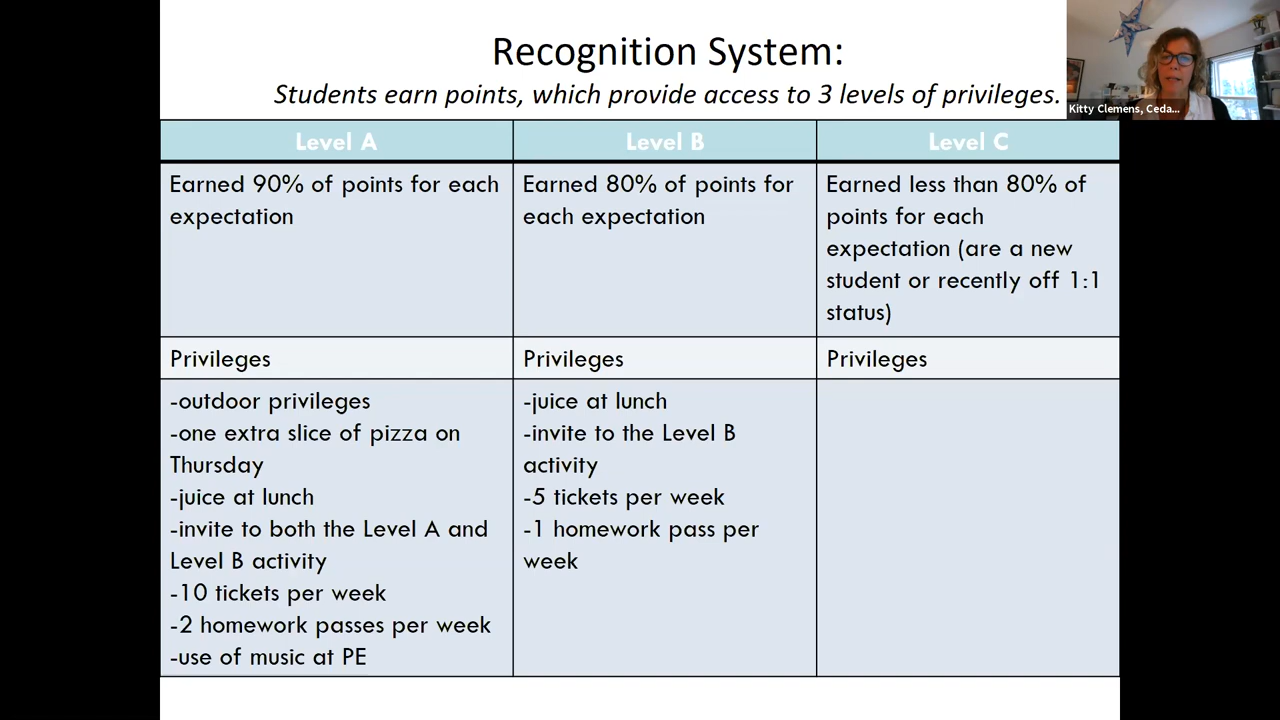 Recognition System:
Students earn points, which provide access to 3 levels of privileges.
Kitty Clemens, Ceda...
Level A
Level B
Level C
Earned 90% of points for each
expectation
Earned 80% of points for
each expectation
Earned less than 80% of
points for each
expectation (are a new
student or recently off 1:1
status)
Privileges
Privileges
Privileges
-outdoor privileges
-one extra slice of pizza on
Thursday
-juice at lunch
-invite to both the Level A and
Level B activity
-10 tickets per week
-2 homework passes per week
-use of music at PE
-juice at lunch
-invite to the Level B
activity
-5 tickets per week
-1 homework pass per
week